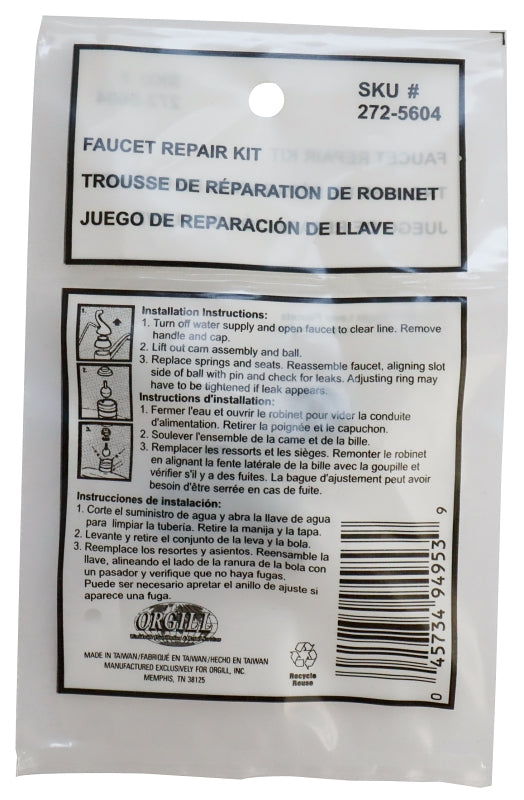 SKU #
272-5604
FAUCET REPAIR KIT
TROUSSE DE RÉPARATION DE ROBINET
JUEGO DE REPARACIÓN DE LLAVE
1.
2.
3.
Installation Instructions:
1. Turn off water supply and open faucet to clear line. Remove
handle and cap.
2. Lift out cam assembly and ball.
3. Replace springs and seats. Reassemble faucet, aligning slot
side of ball with pin and check for leaks. Adjusting ring may
have to be tightened if leak appears.
Instructions d'installation:
1. Fermer l'eau et ouvrir le robinet pour vider la conduite
d'alimentation. Retirer la poignée et le capuchon.
2. Soulever l'ensemble de la came et de la bille.
3. Remplacer les ressorts et les sièges. Remonter le robinet
en alignant la fente latérale de la bille avec la goupille et
vérifier s'il y a des fuites. La bague d'ajustement peut avoir
besoin d'être serrée en cas de fuite.
Instrucciones de instalación:
1. Corte el suministro de agua y abra la llave de agua
para limpiar la tubería. Retire la manija y la tapa.
2. Levante y retire el conjunto de la leva y la bola.
3. Reemplace los resortes y asientos. Reensamble la
llave, alineando el lado de la ranura de la bola con
un pasador y verifique que no haya fugas.
Puede ser necesario apretar el anillo de ajuste si
aparece una fuga.
ORGILL
MADE IN TAIWAN/FABRIQUÉ EN TAIWAN/HECHO EN TAIWAN
MANUFACTURED EXCLUSIVELY FOR ORGILL, INC.
MEMPHIS, TN 38125
Recycle
Reuse
0 45734 94953 9